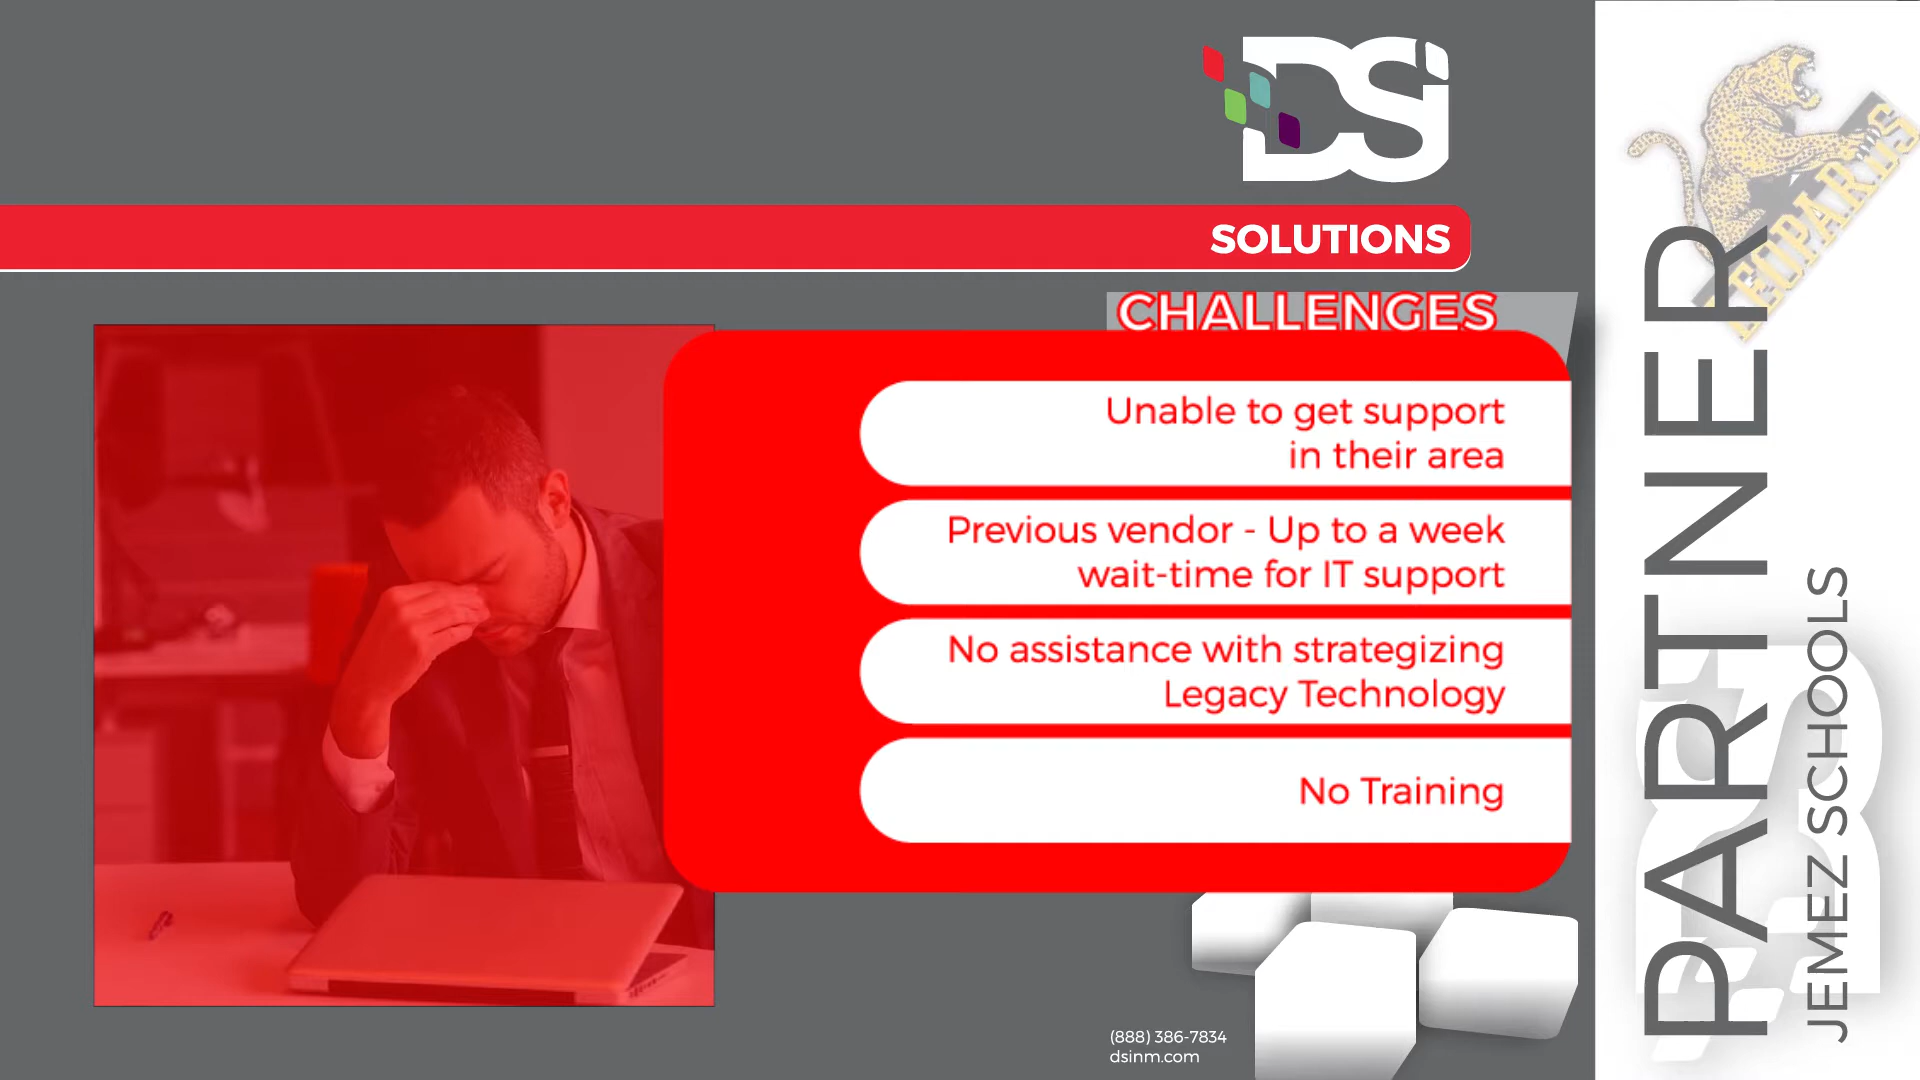 DSi
SOLUTIONS
CHALLENGES
Unable to get support
in their area
Previous vendor - Up to a week
wait-time for IT support
No assistance with strategizing
Legacy Technology
No Training
(888) 386-7834
dsinm.com
PARTNER
JEMEZ SCHOOLS
LEOPARDS